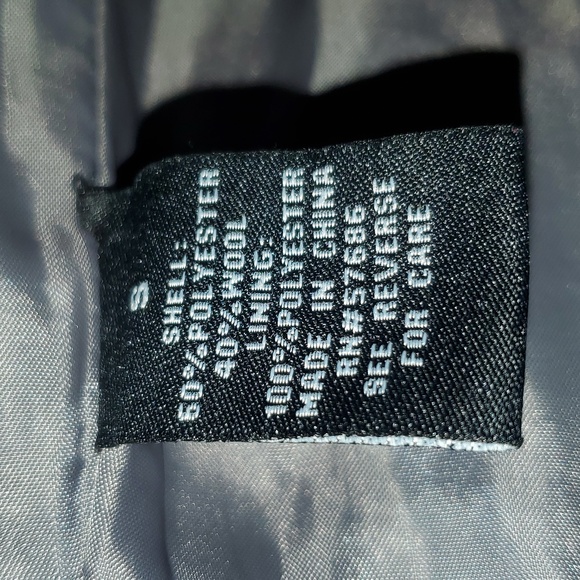 S
SHELL:
60%POLYESTER
40%WOOL
LINING:
100%POLYESTER
MADE IN CHINA
RN#57686
SEE REVERSE
FOR CARE